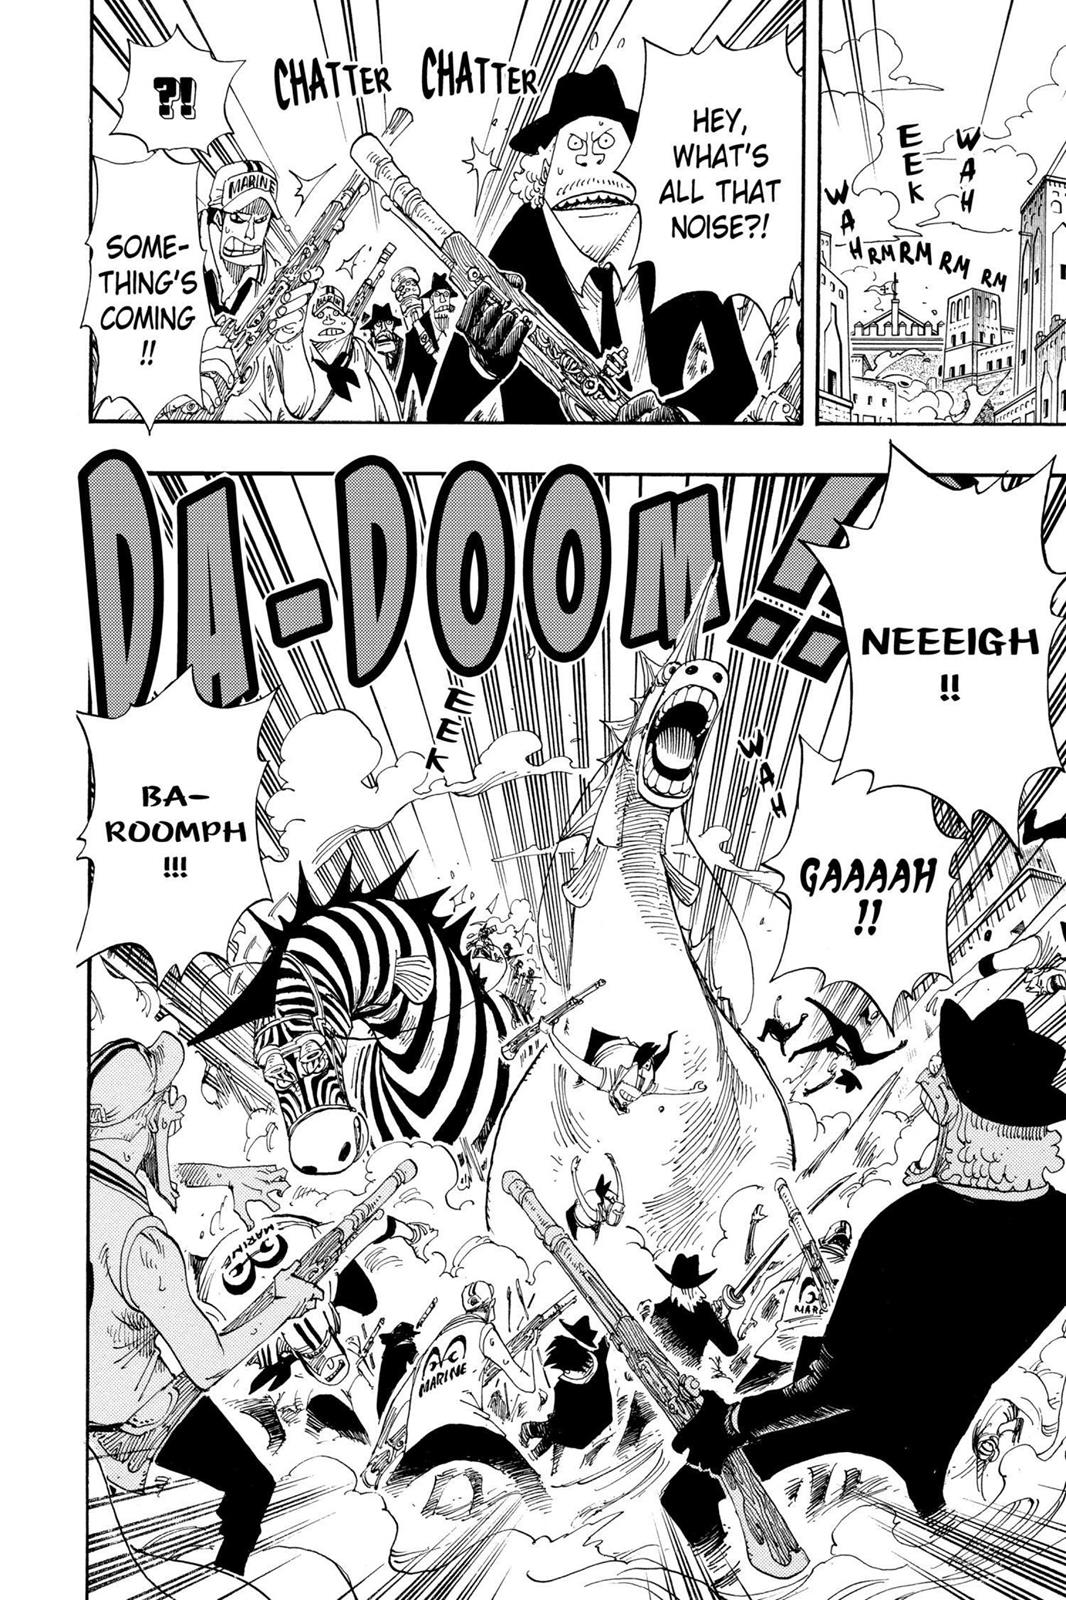 EEK
WAH
WAH
RM RM RM RM
HEY,
WHAT'S
ALL THAT
NOISE?!
CHATTER CHATTER
?!
MARINE
SOME-
THING'S
COMING
!!
DA-DOOM!!
NEEEIGH
!!
EEK
WAH
BA-
ROOMPH
!!!
GAAAAH
!!
MARINE
MARINE